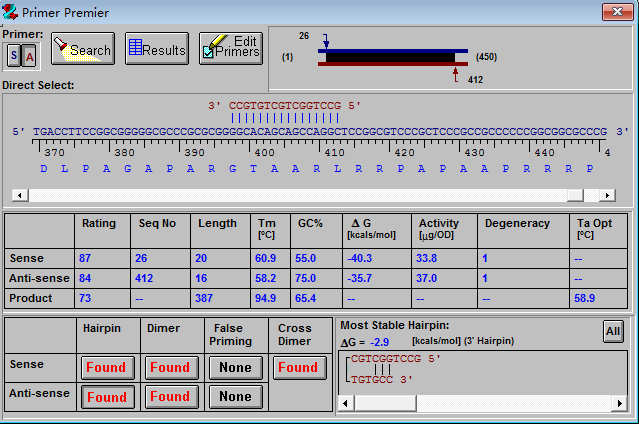 Primer Premier
Primer:
S A
Search
Results
Edit Primers
26
(1)
(450)
412
Direct Select:
3' CCGTGTCGTCGGTCCG 5'
5' TGACCTTCCGGCGGGGGCGCCCGCGCGGGGCACAGCAGCCAGGCTCCGGCGTCCCGCTCCCGCCGCCCCCCGGCGGCGCCCG 3'
370 380 390 400 410 420 430 440 4
D L P A G A P A R G T A A R L R R P A P A A P R R R P
Rating Seq No Length Tm [ºC] GC% Δ G [kcals/mol] Activity [µg/OD] Degeneracy Ta Opt [ºC]
Sense 87 26 20 60.9 55.0 -40.3 33.8 1 --
Anti-sense 84 412 16 58.2 75.0 -35.7 37.0 1 --
Product 73 -- 387 94.9 65.4 58.9
Hairpin Dimer False Priming Cross Dimer
Sense Found Found None Found
Anti-sense Found Found None
Most Stable Hairpin:
All
ΔG = -2.9 [kcals/mol] (3' Hairpin)
CGTCGGTCCG 5'
TGTGCC 3'